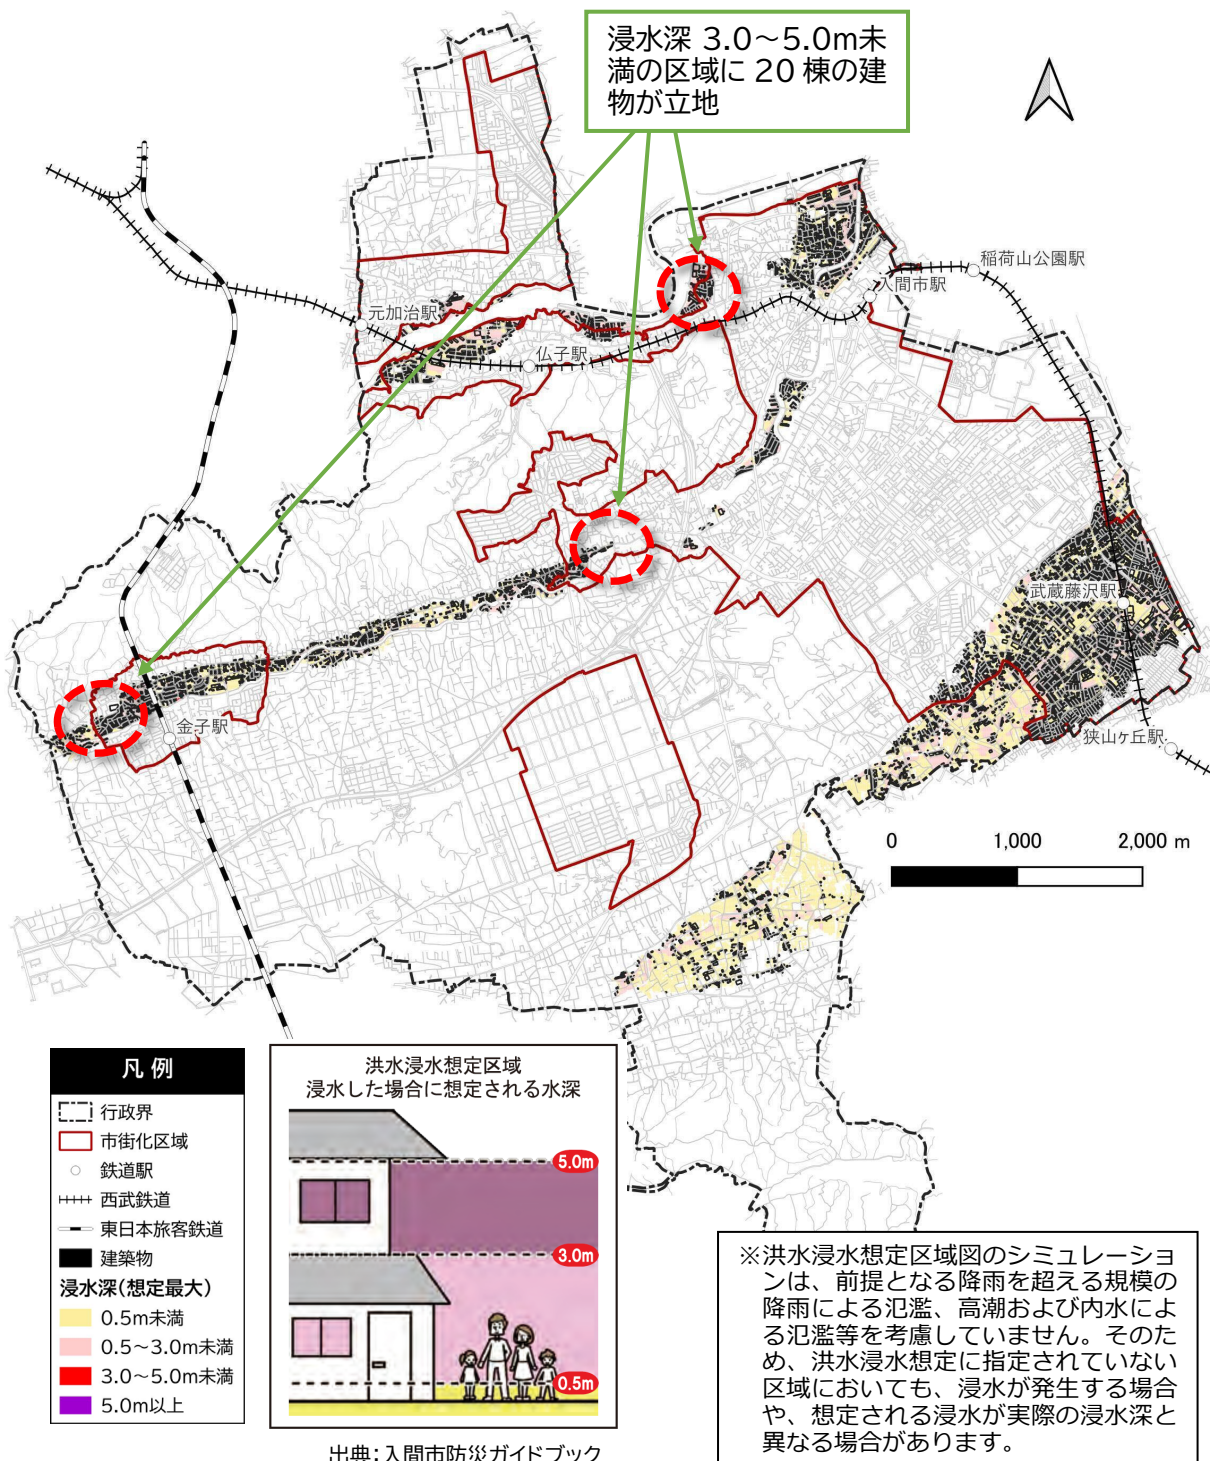 浸水深 3.0～5.0m未
満の区域に 20 棟の建
物が立地
稲荷山公園駅
入間市駅
元加治駅
仏子駅
武蔵藤沢駅
金子駅
狭山ヶ丘駅
0 1,000 2,000 m
凡 例
行政界
市街化区域
鉄道駅
西武鉄道
東日本旅客鉄道
建築物
浸水深(想定最大)
0.5m未満
0.5～3.0m未満
3.0～5.0m未満
5.0m以上
洪水浸水想定区域
浸水した場合に想定される水深
5.0m
3.0m
0.5m
出典：入間市防災ガイドブック
※洪水浸水想定区域図のシミュレーショ
ンは、前提となる降雨を超える規模の
降雨による氾濫、高潮および内水によ
る氾濫等を考慮していません。そのた
め、洪水浸水想定に指定されていない
区域においても、浸水が発生する場合
や、想定される浸水が実際の浸水深と
異なる場合があります。